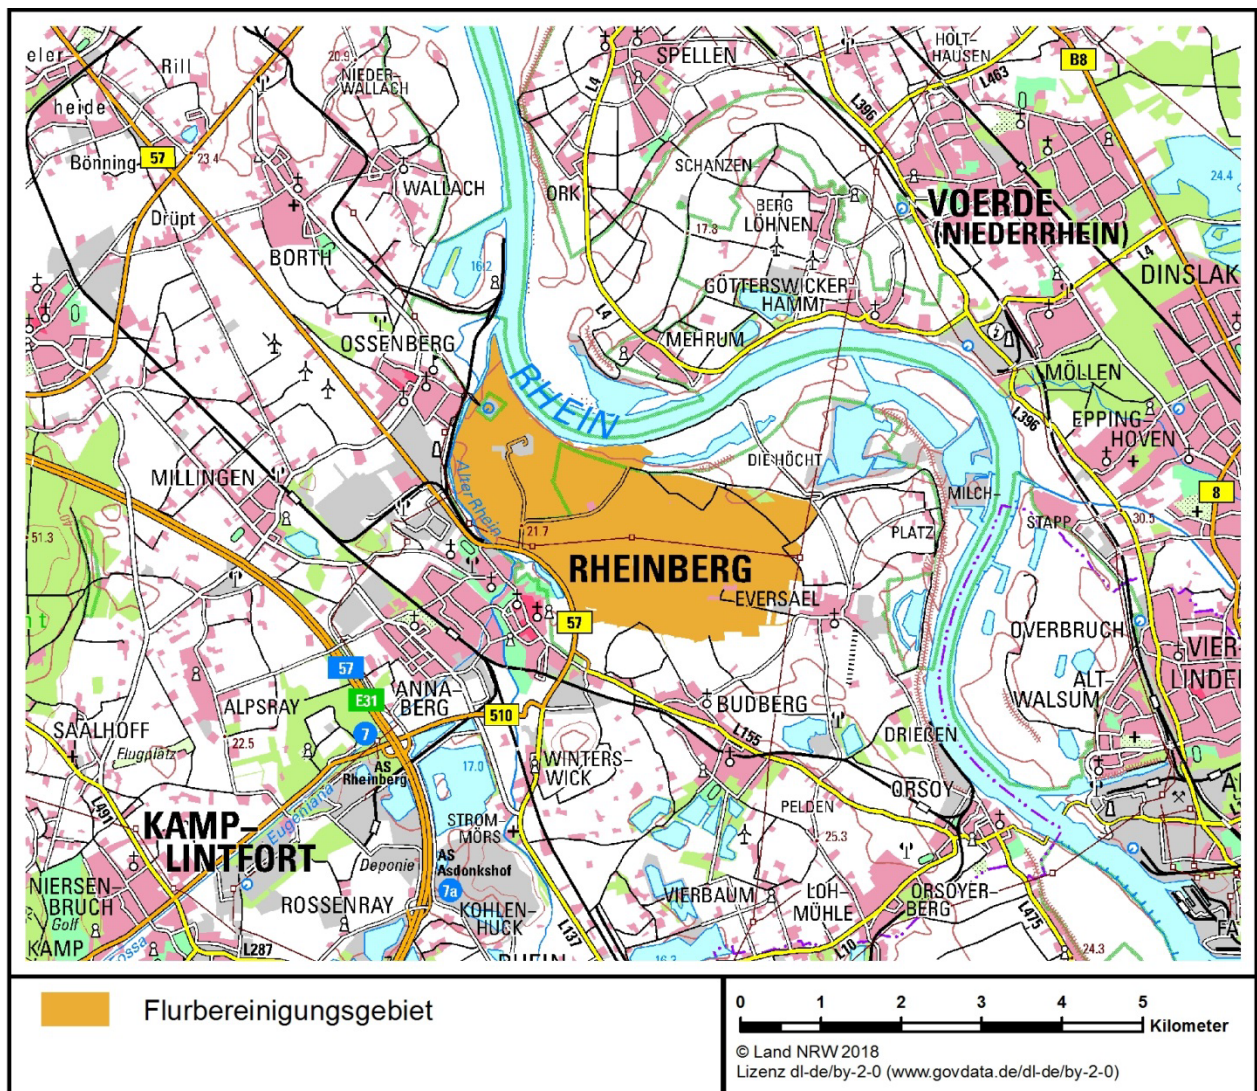 SPELLEN
HOLT-
HAUSEN
B8
eler
Rill
20.9
NIEDER-
WALLACH
L4
L396
L463
heide
Bönning
57
23.4
WALLACH
ORK
SCHANZEN
24.4
Drüpt
BERG
LÖHNEN
17.8
VOERDE
(NIEDERRHEIN)
BORTH
16.2
L4
DINSLAK
GÖTTERSWICKER-
HAMM
L4
OSSENBERG
MEHRUM
RHEIN
MÖLLEN
L396
EPPING-
HOVEN
DIE HÖCHT
MILLINGEN
Alter Rhein
MILCH-
8
51.3
21.7
PLATZ
STAPP
30.5
RHEINBERG
EVERSAEL
57
OVERBRUCH
VIER-
LINDEN
57
E31
ANNA-
BERG
ALT-
WALSUM
ALPSRAY
510
BUDBERG
SAALHOFF
Flugplatz
22.5
7
AS
Rheinberg
17.0
L155
DRIEßEN
WINTERS-
WICK
L491
Eugeniana
ORSOY
KAMP-
LINTFORT
STROM-
MÖRS
PELDEN
25.3
Deponie
AS
Asdonkshof
7a
NIERSEN-
BRUCH
Golf
KAMP
ROSSENRAY
KOHLEN-
HUCK
VIERBAUM
LOH-
MÜHLE
ORSOYER-
BERG
L475
Fossa
L287
L137
RHEIN
16.3
L10
24.3
Flurbereinigungsgebiet
0 1 2 3 4 5
Kilometer
© Land NRW 2018
Lizenz dl-de/by-2-0 (www.govdata.de/dl-de/by-2-0)